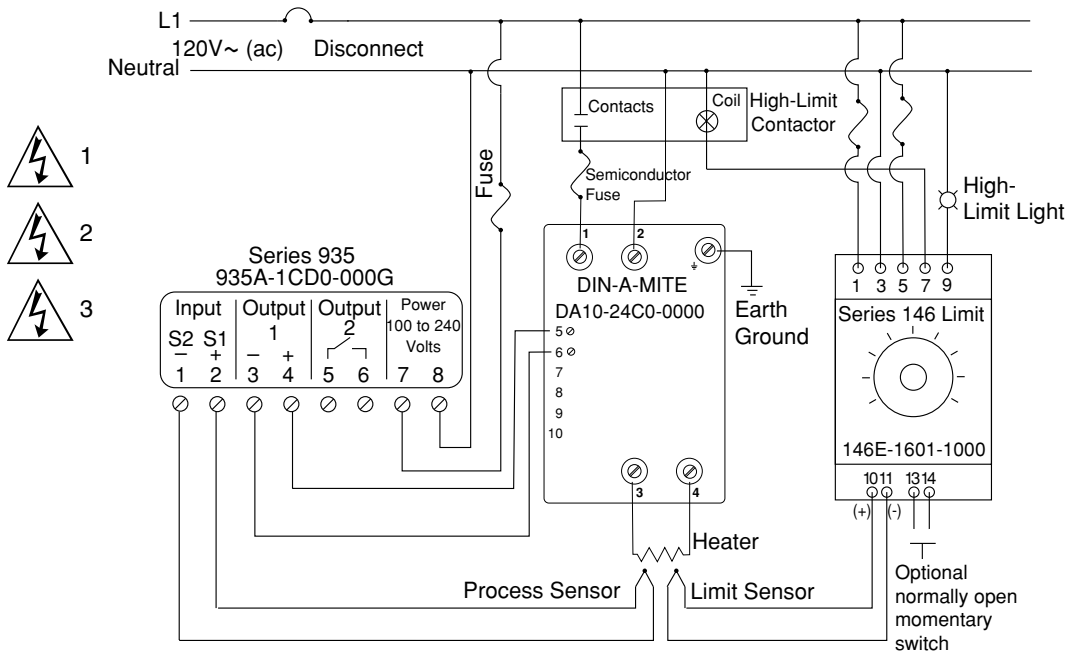 L1
120V~ (ac) Disconnect
Neutral
Contacts
Coil
High-Limit
Contactor
1
2
3
Fuse
Semiconductor
Fuse
High-
Limit Light
Series 935
935A-1CD0-000G
Input Output Output Power
1 2 100 to 240
Volts
S2 S1
− + − +
1 2 3 4 5 6 7 8
1 2
DIN-A-MITE
DA10-24C0-0000
5
6
7
8
9
10
3 4
Earth
Ground
1 3 5 7 9
Series 146 Limit
146E-1601-1000
10 11 13 14
(+) (-)
Heater
Process Sensor
Limit Sensor
Optional
normally open
momentary
switch